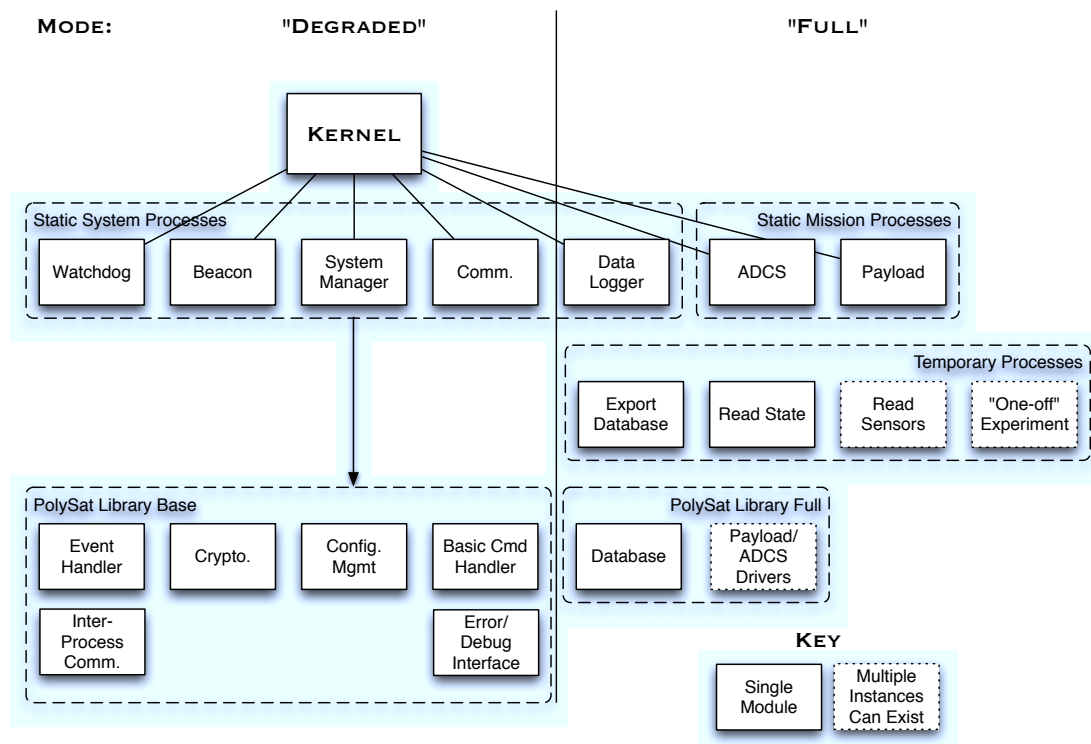 MODE: "DEGRADED" "FULL"
KERNEL
Static System Processes
Static Mission Processes
Watchdog
Beacon
System
Manager
Comm.
Data
Logger
ADCS
Payload
Temporary Processes
Export
Database
Read State
Read
Sensors
"One-off"
Experiment
PolySat Library Base
PolySat Library Full
Event
Handler
Crypto.
Config.
Mgmt
Basic Cmd
Handler
Database
Payload/
ADCS
Drivers
Inter-
Process
Comm.
Error/
Debug
Interface
KEY
Single
Module
Multiple
Instances
Can Exist